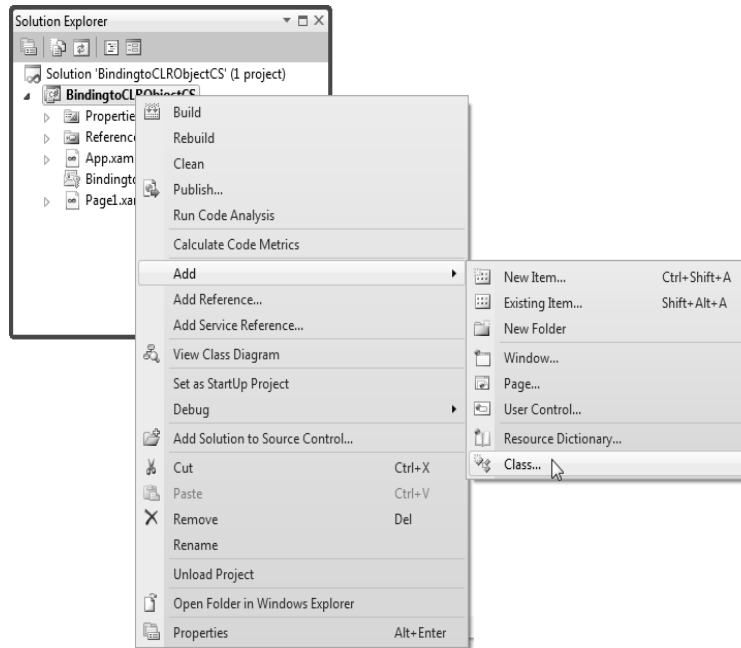 Solution Explorer
Solution 'BindingtoCLRObjectCS' (1 project)
BindingtoCLRObjectCS
Propertie
Referenc
App.xam
Bindingto
Page1.xa
Build
Rebuild
Clean
Publish...
Run Code Analysis
Calculate Code Metrics
Add
Add Reference...
Add Service Reference...
View Class Diagram
Set as StartUp Project
Debug
Add Solution to Source Control...
Cut Ctrl+X
Paste Ctrl+V
Remove Del
Rename
Unload Project
Open Folder in Windows Explorer
Properties Alt+Enter
New Item... Ctrl+Shift+A
Existing Item... Shift+Alt+A
New Folder
Window...
Page...
User Control...
Resource Dictionary...
Class...